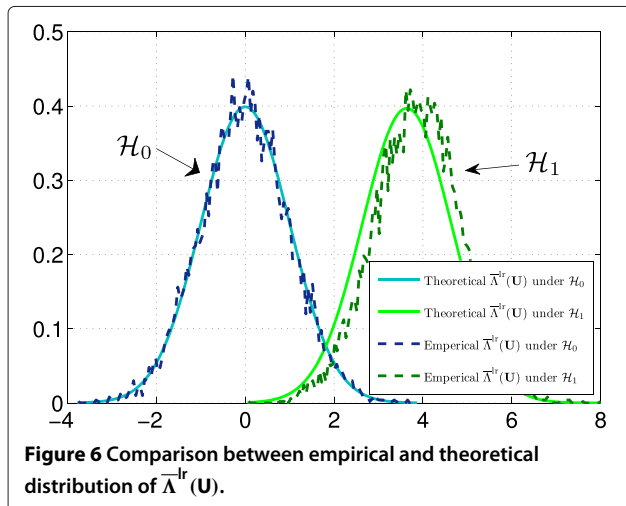 0.5
0.4
0.3
0.2
0.1
0
−4 −2 0 2 4 6 8
H₀
H₁
Theoretical Λ̅ˡʳ(U) under H₀
Theoretical Λ̅ˡʳ(U) under H₁
Emperical Λ̅ˡʳ(U) under H₀
Emperical Λ̅ˡʳ(U) under H₁
Figure 6 Comparison between empirical and theoretical
distribution of Λ̅ˡʳ(U).